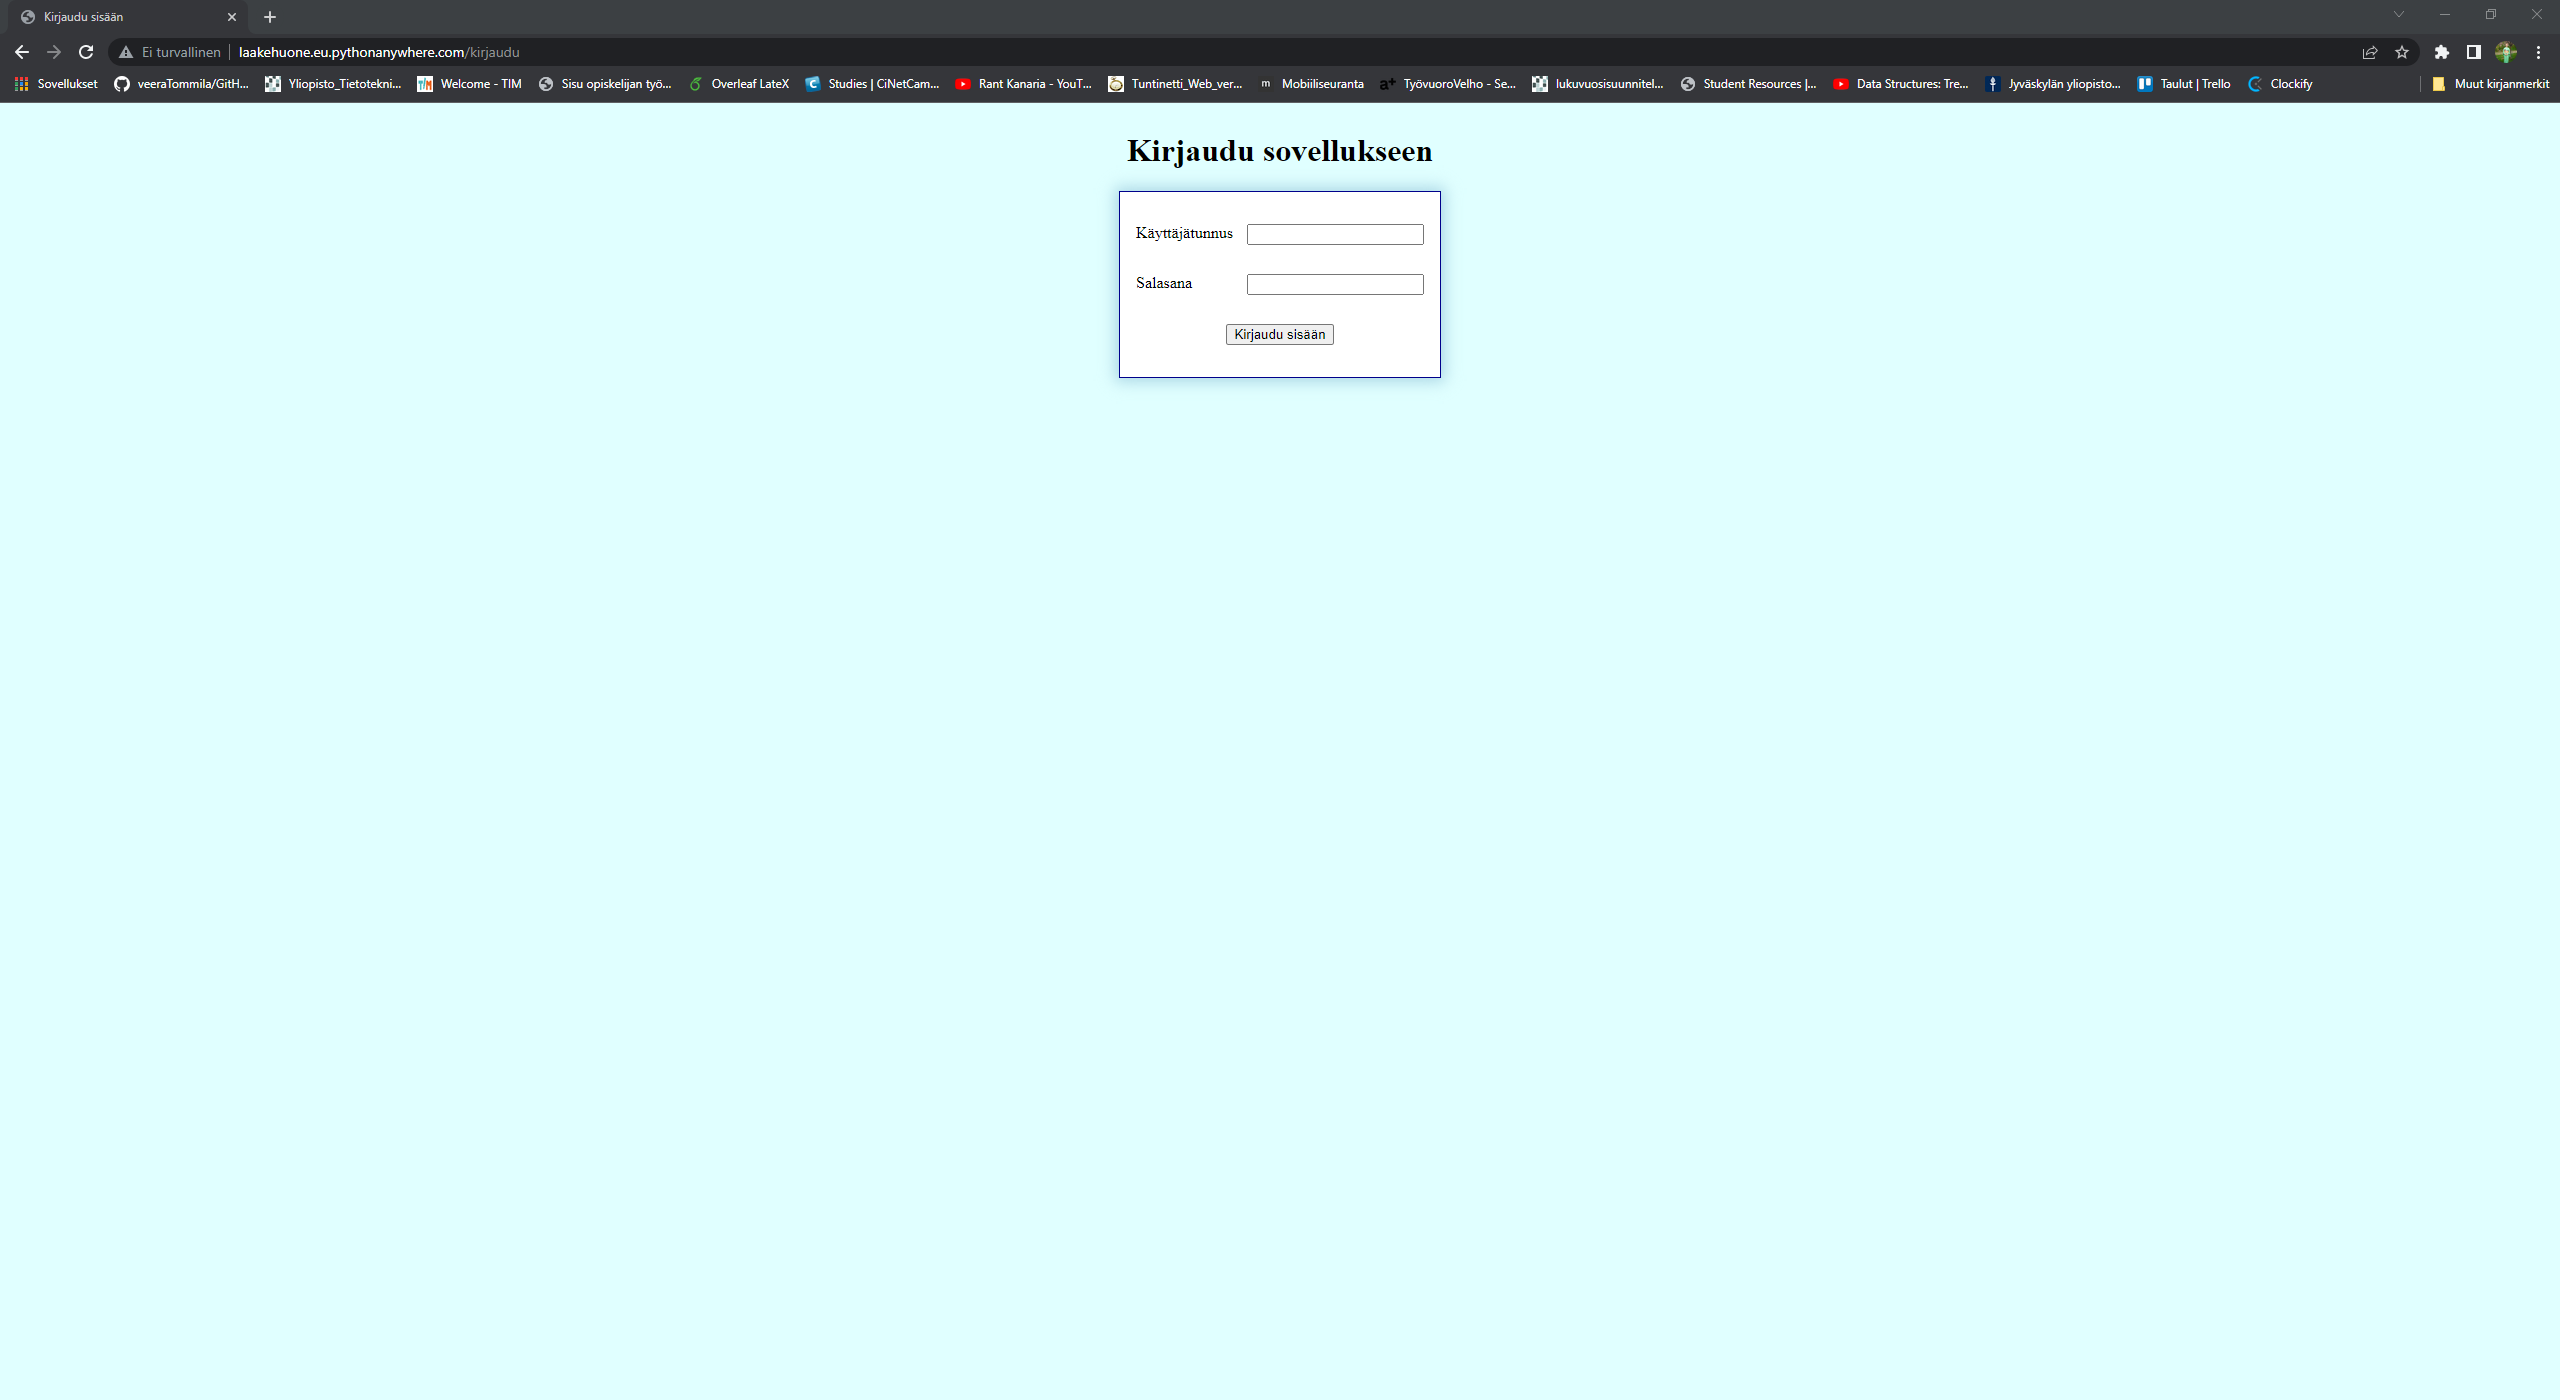 Kirjaudu sisään
Ei turvallinen laakehuone.eu.pythonanywhere.com/kirjaudu
Sovellukset veeraTommila/GitH... Yliopisto_Tietotekni... Welcome - TIM Sisu opiskelijan työ... Overleaf LateX Studies | CiNetCam... Rant Kanaria - YouT... Tuntinetti_Web_ver... m Mobiiliseuranta a+ TyövuoroVelho - Se... lukuvuosisuunnitel... Student Resources |... Data Structures: Tre... Jyväskylän yliopisto... Taulut | Trello Clockify Muut kirjanmerkit
Kirjaudu sovellukseen
Käyttäjätunnus
Salasana
Kirjaudu sisään